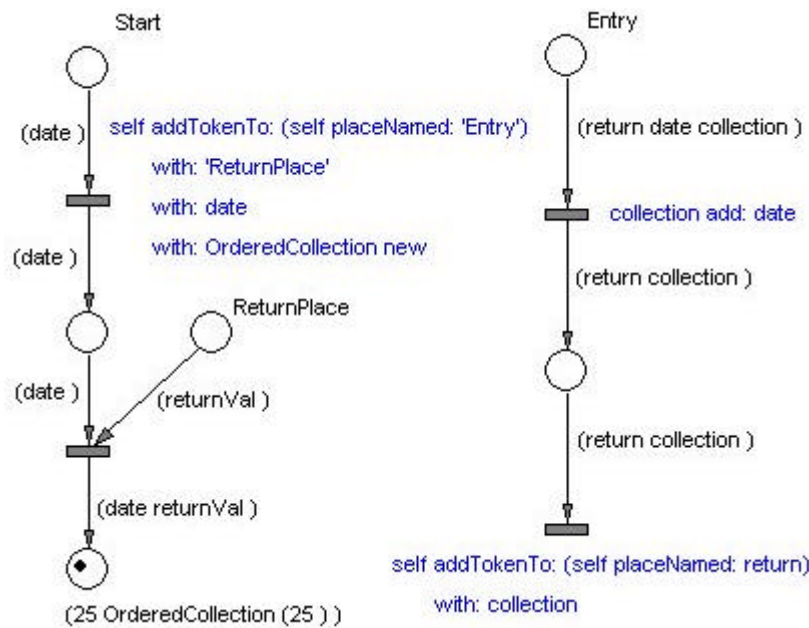 Start
(date )
self addTokenTo: (self placeNamed: 'Entry')
with: 'ReturnPlace'
with: date
with: OrderedCollection new
(date )
ReturnPlace
(date )
(returnVal )
(date returnVal )
(25 OrderedCollection (25 ) )
Entry
(return date collection )
collection add: date
(return collection )
(return collection )
self addTokenTo: (self placeNamed: return)
with: collection